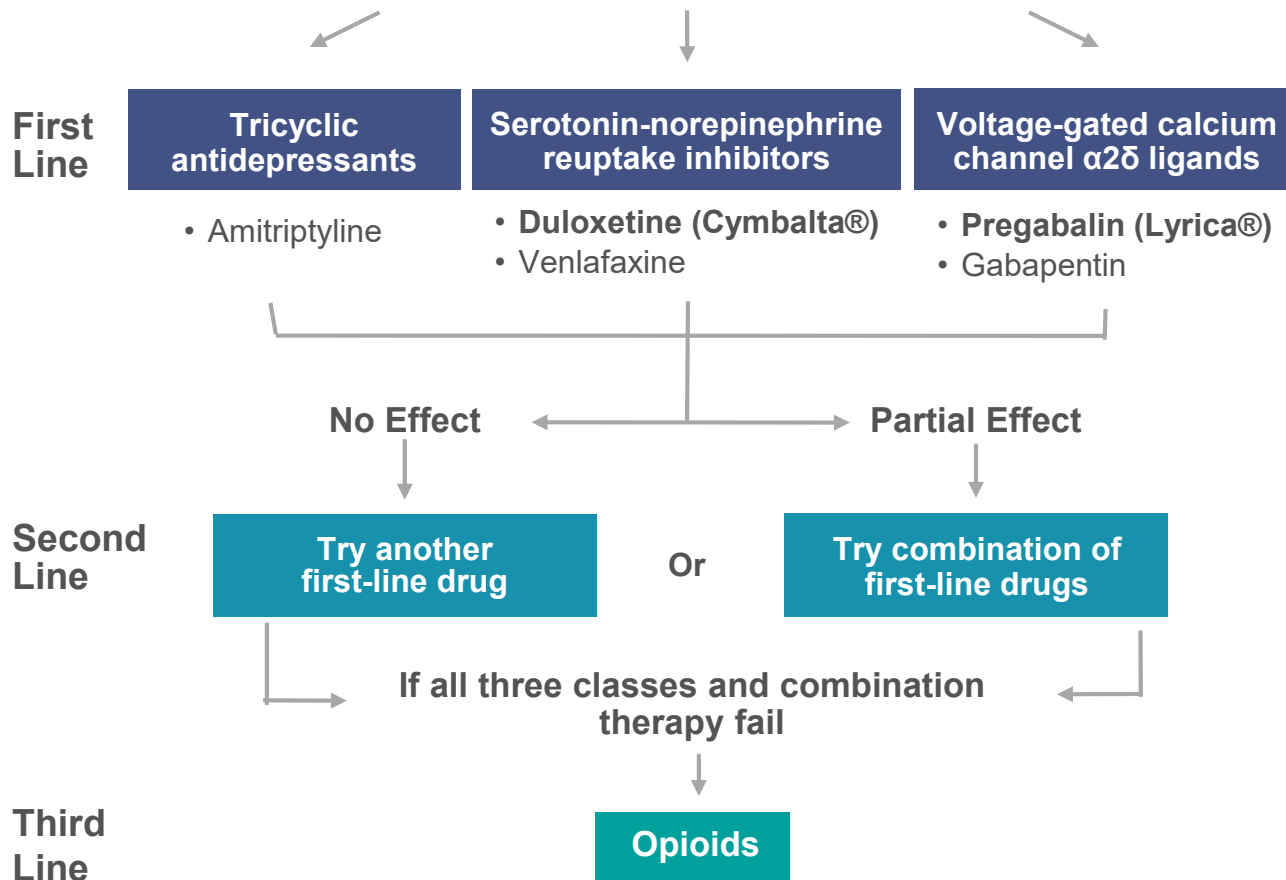 First
Line
Tricyclic
antidepressants
Serotonin-norepinephrine
reuptake inhibitors
Voltage-gated calcium
channel α2δ ligands
• Amitriptyline
• Duloxetine (Cymbalta®)
• Venlafaxine
• Pregabalin (Lyrica®)
• Gabapentin
No Effect
Partial Effect
Second
Line
Try another
first-line drug
Or
Try combination of
first-line drugs
If all three classes and combination
therapy fail
Third
Line
Opioids